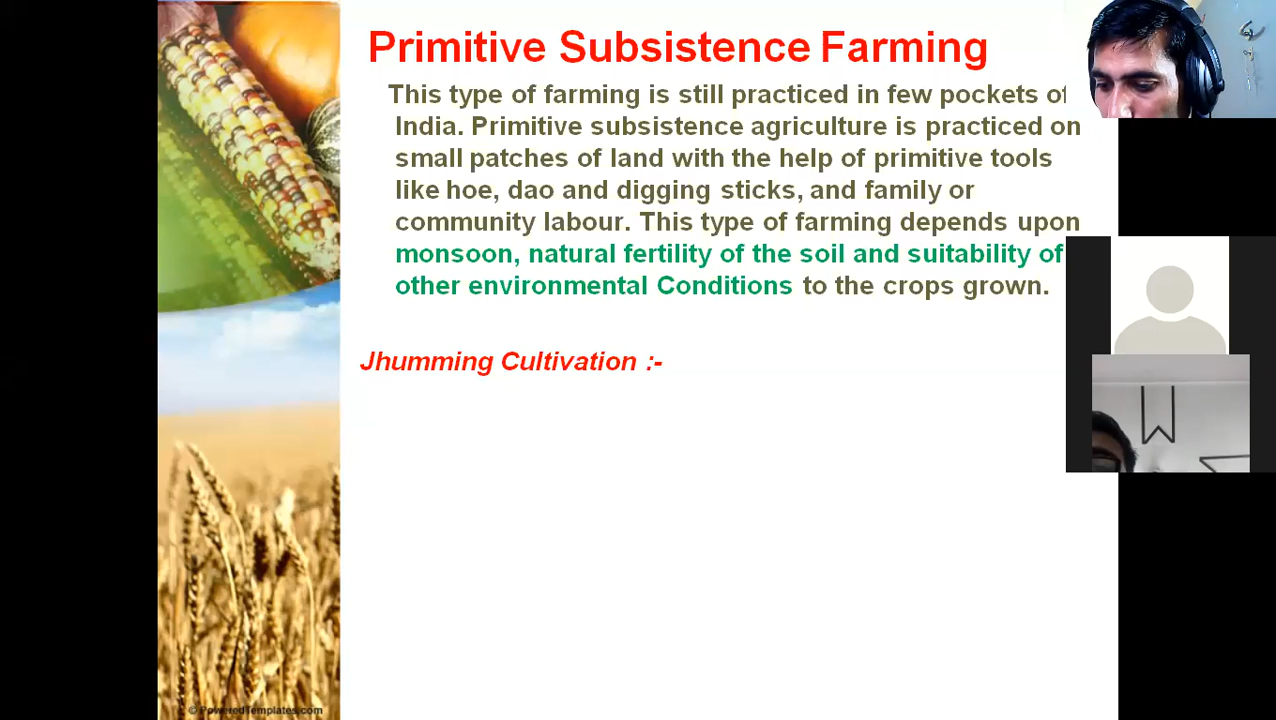 Primitive Subsistence Farming
This type of farming is still practiced in few pockets of
India. Primitive subsistence agriculture is practiced on
small patches of land with the help of primitive tools
like hoe, dao and digging sticks, and family or
community labour. This type of farming depends upon
monsoon, natural fertility of the soil and suitability of
other environmental Conditions to the crops grown.
Jhumming Cultivation :-
© PoweredTemplates.com